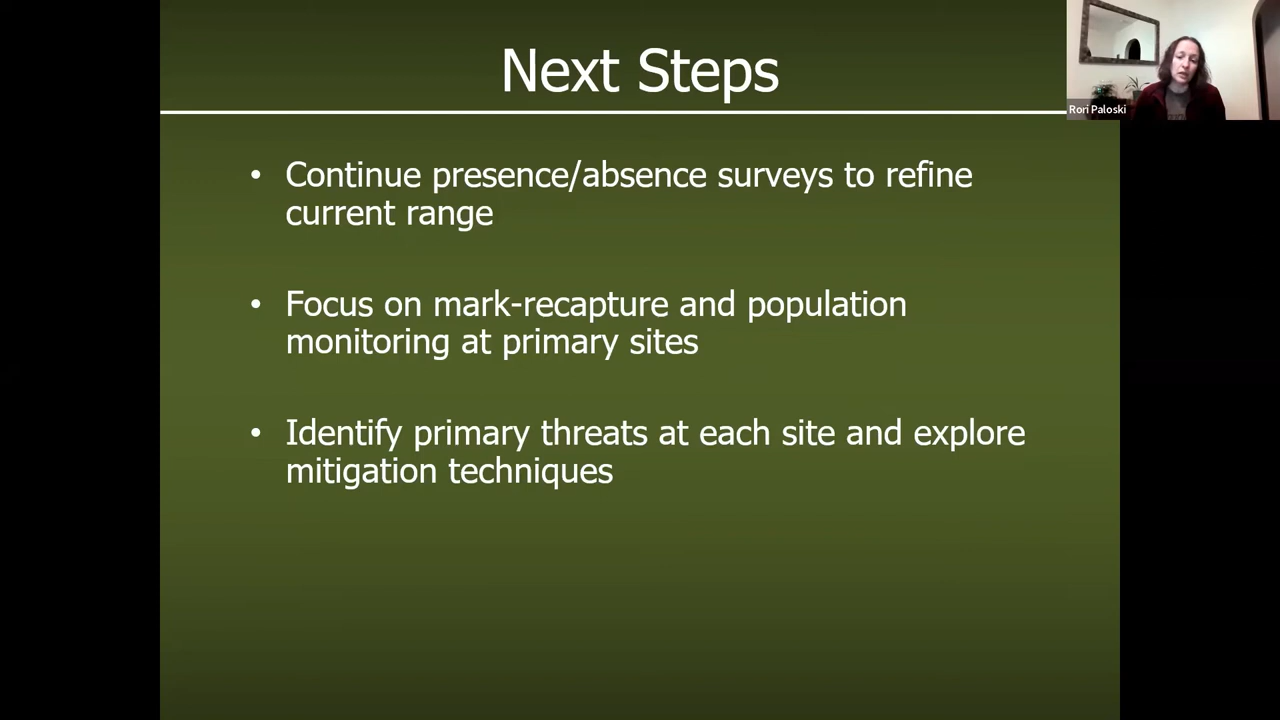 Next Steps
Rori Paloski
• Continue presence/absence surveys to refine
current range
• Focus on mark-recapture and population
monitoring at primary sites
• Identify primary threats at each site and explore
mitigation techniques